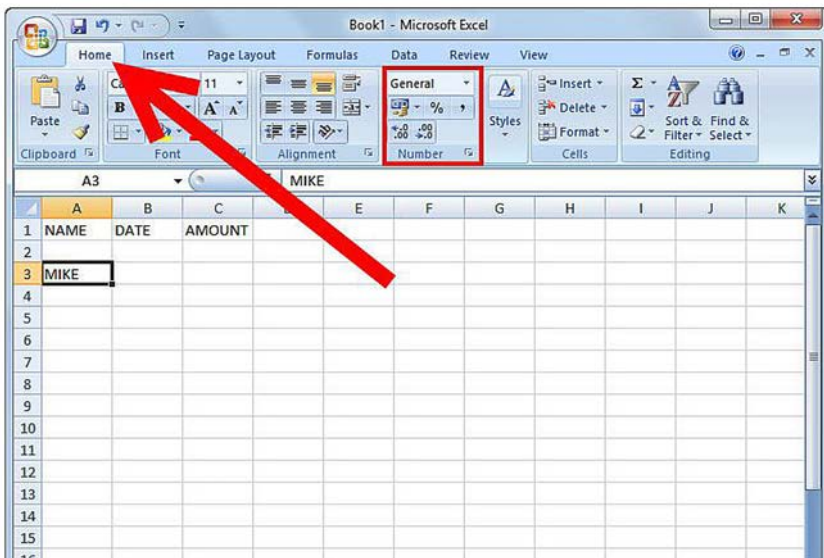 Book1 - Microsoft Excel
Home Insert Page Layout Formulas Data Review View
11 General
B A A % , Insert
Paste Styles Delete Sort & Find &
.00 .00 Format Filter Select
Clipboard Font Alignment Number Cells Editing
A3 MIKE
A B C E F G H I J K
1 NAME DATE AMOUNT
2
3 MIKE
4
5
6
7
8
9
10
11
12
13
14
15